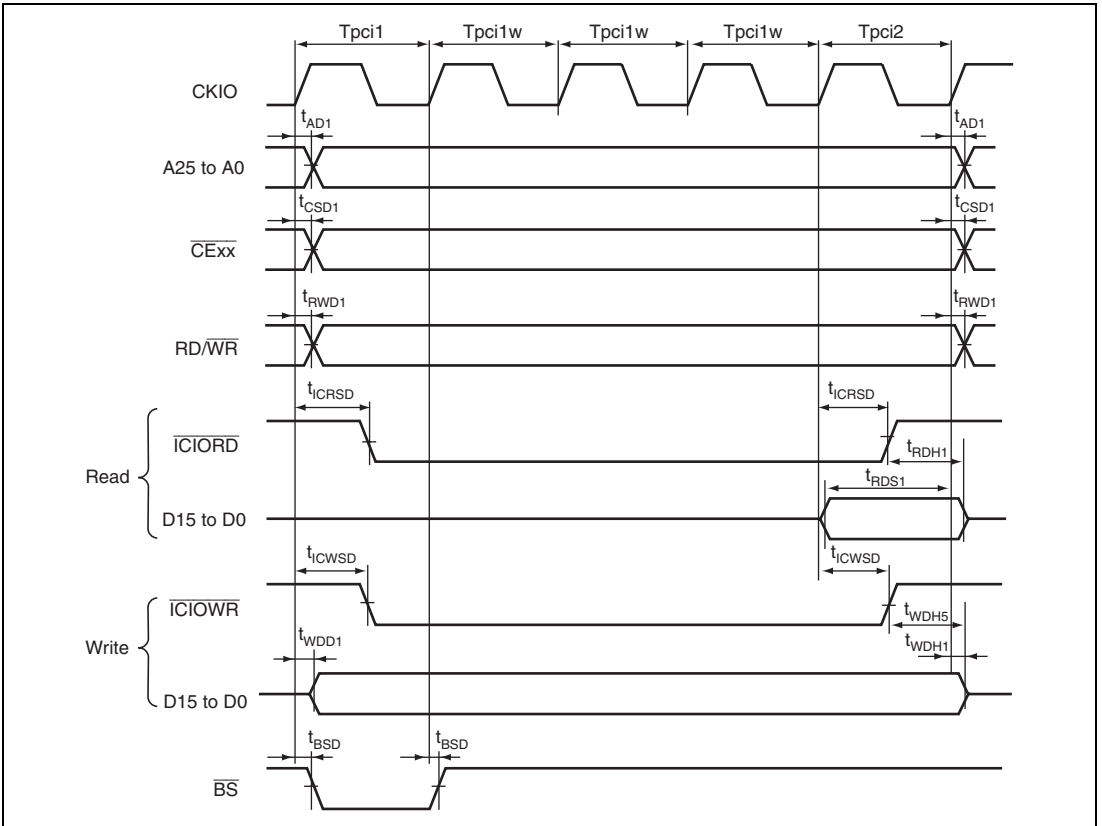 Tpci1 Tpci1w Tpci1w Tpci1w Tpci2
CKIO
tAD1 tAD1
A25 to A0
tCSD1 tCSD1
CExx
tRWD1 tRWD1
RD/WR
tICRSD tICRSD
ICIORD
tRDH1
Read
tRDS1
D15 to D0
tICWSD tICWSD
ICIOWR
tWDH5
Write
tWDD1 tWDH1
D15 to D0
tBSD tBSD
BS